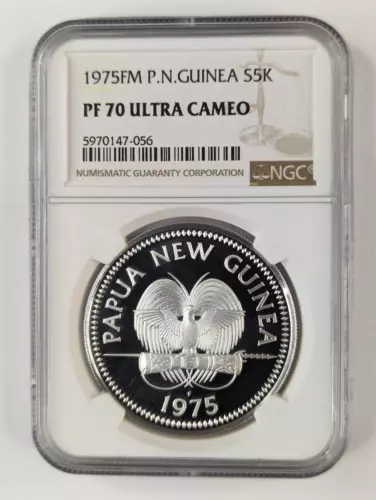 1975FM P.N.GUINEA S5K
PF 70 ULTRA CAMEO
5970147-056
NUMISMATIC GUARANTY CORPORATION
NGC®
PAPUA NEW GUINEA
1975